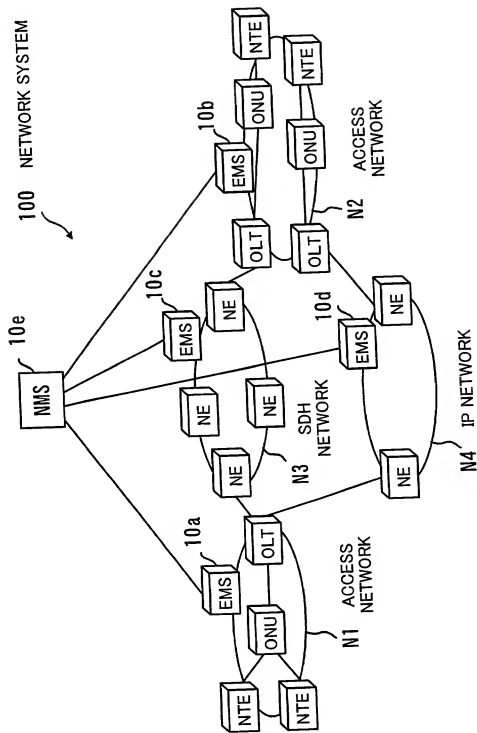 100 NETWORK SYSTEM
10e
NMS
10b
10c
10d
10a
EMS
EMS
EMS
EMS
NTE
NTE
ONU
ONU
OLT
OLT
ACCESS
NETWORK
N2
NE
NE
NE
NE
SDH
NETWORK
N3
NE
NE
IP NETWORK
N4
OLT
ONU
NTE
NTE
ACCESS
NETWORK
N1